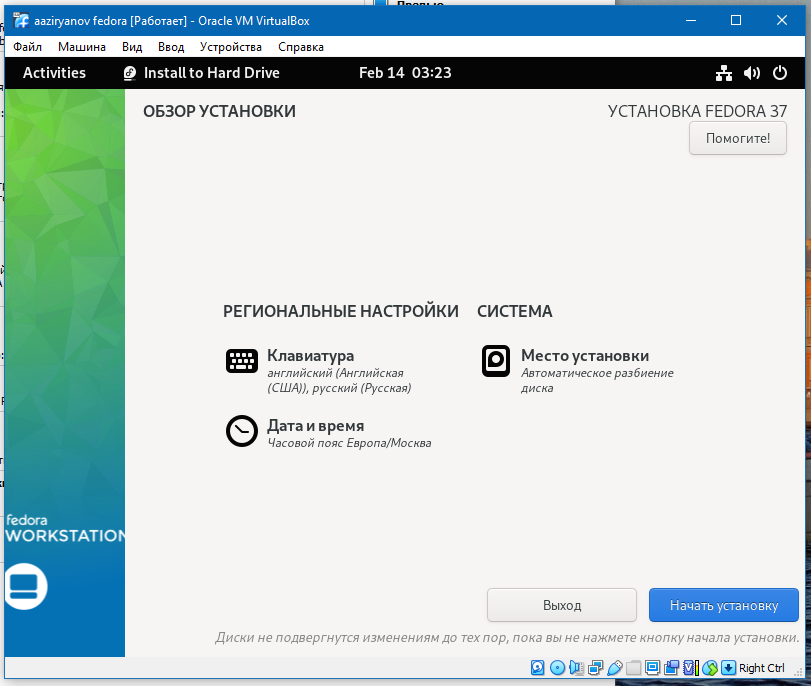 aaziryanov fedora [Работает] - Oracle VM VirtualBox
Файл Машина Вид Ввод Устройства Справка
Activities Install to Hard Drive Feb 14 03:23
ОБЗОР УСТАНОВКИ
УСТАНОВКА FEDORA 37
Помогите!
РЕГИОНАЛЬНЫЕ НАСТРОЙКИ
Клавиатура
английский (Английская
(США)), русский (Русская)
Дата и время
Часовой пояс Европа/Москва
СИСТЕМА
Место установки
Автоматическое разбиение
диска
fedora
WORKSTATION
Выход
Начать установку
Диски не подвергнутся изменениям до тех пор, пока вы не нажмете кнопку начала установки.
Right Ctrl